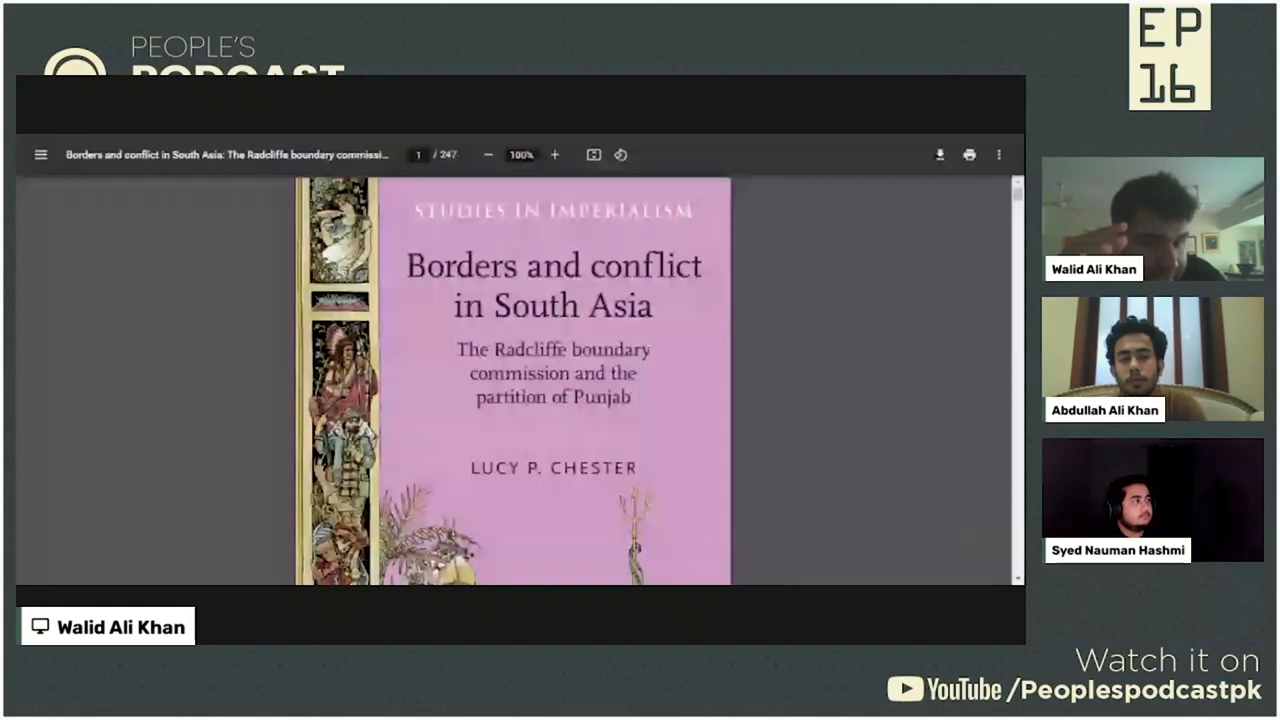 PEOPLE'S
PODCAST
EP
16
Borders and conflict in South Asia: The Radcliffe boundary commissi...
1 / 247
100%
STUDIES IN IMPERIALISM
Borders and conflict
in South Asia
The Radcliffe boundary
commission and the
partition of Punjab
LUCY P. CHESTER
Walid Ali Khan
Walid Ali Khan
Abdullah Ali Khan
Syed Nauman Hashmi
Watch it on
YouTube /Peoplespodcastpk